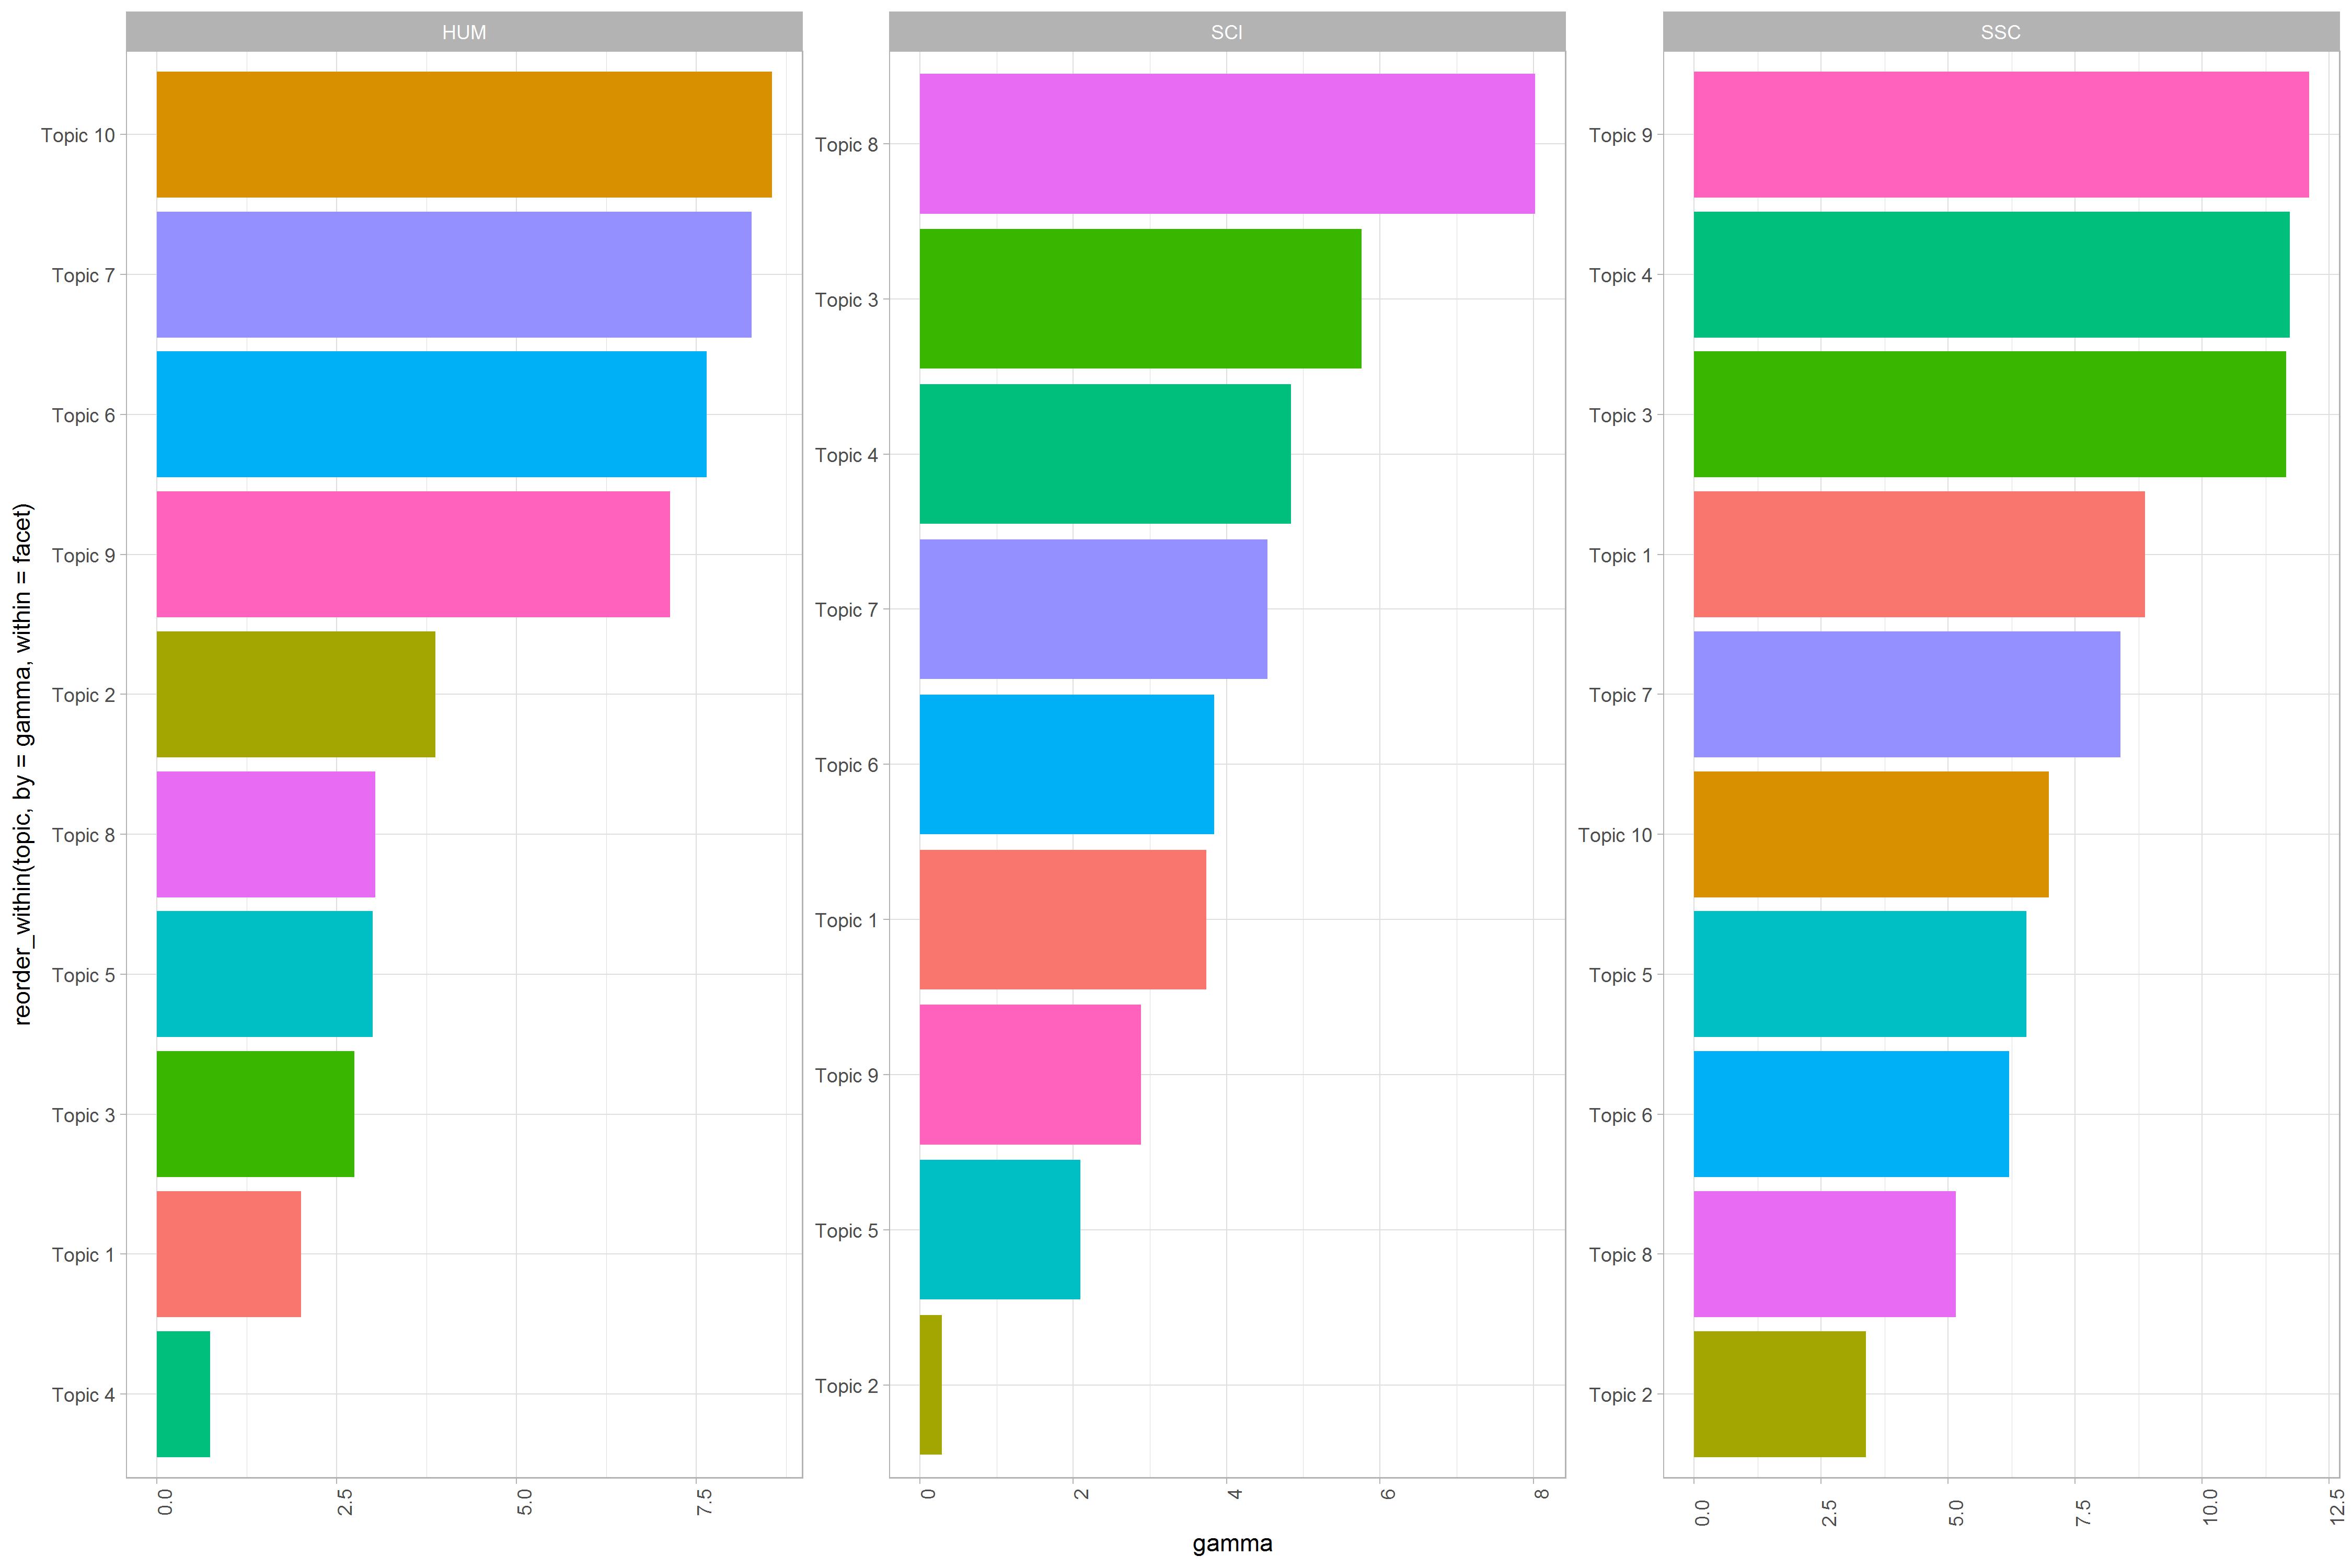 HUM
SCI
SSC
reorder_within(topic, by = gamma, within = facet)
Topic 10
Topic 7
Topic 6
Topic 9
Topic 2
Topic 8
Topic 5
Topic 3
Topic 1
Topic 4
0.0
2.5
5.0
7.5
Topic 8
Topic 3
Topic 4
Topic 7
Topic 6
Topic 1
Topic 9
Topic 5
Topic 2
0
2
4
6
8
Topic 9
Topic 4
Topic 3
Topic 1
Topic 7
Topic 10
Topic 5
Topic 6
Topic 8
Topic 2
0.0
2.5
5.0
7.5
10.0
12.5
gamma